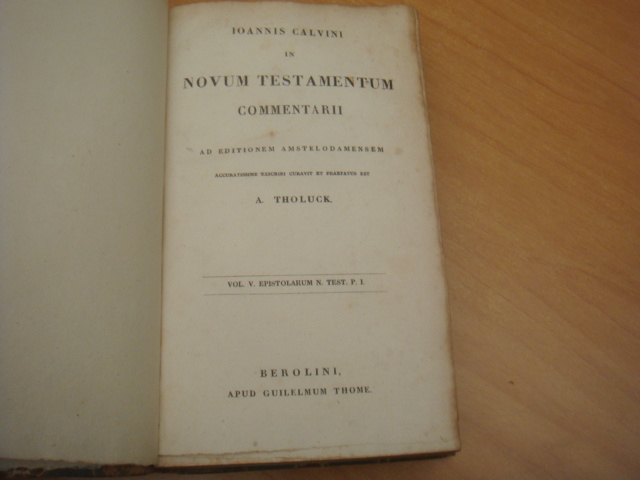 IOANNIS CALVINI
IN
NOVUM TESTAMENTUM
COMMENTARII
AD EDITIONEM AMSTELODAMENSEM
ACCURATISSIME EXSCRIBI CURAVIT ET PRAEFATUS EST
A. THOLUCK.
VOL. V. EPISTOLARUM N. TEST. P. I.
BEROLINI,
APUD GUILELMUM THOME.